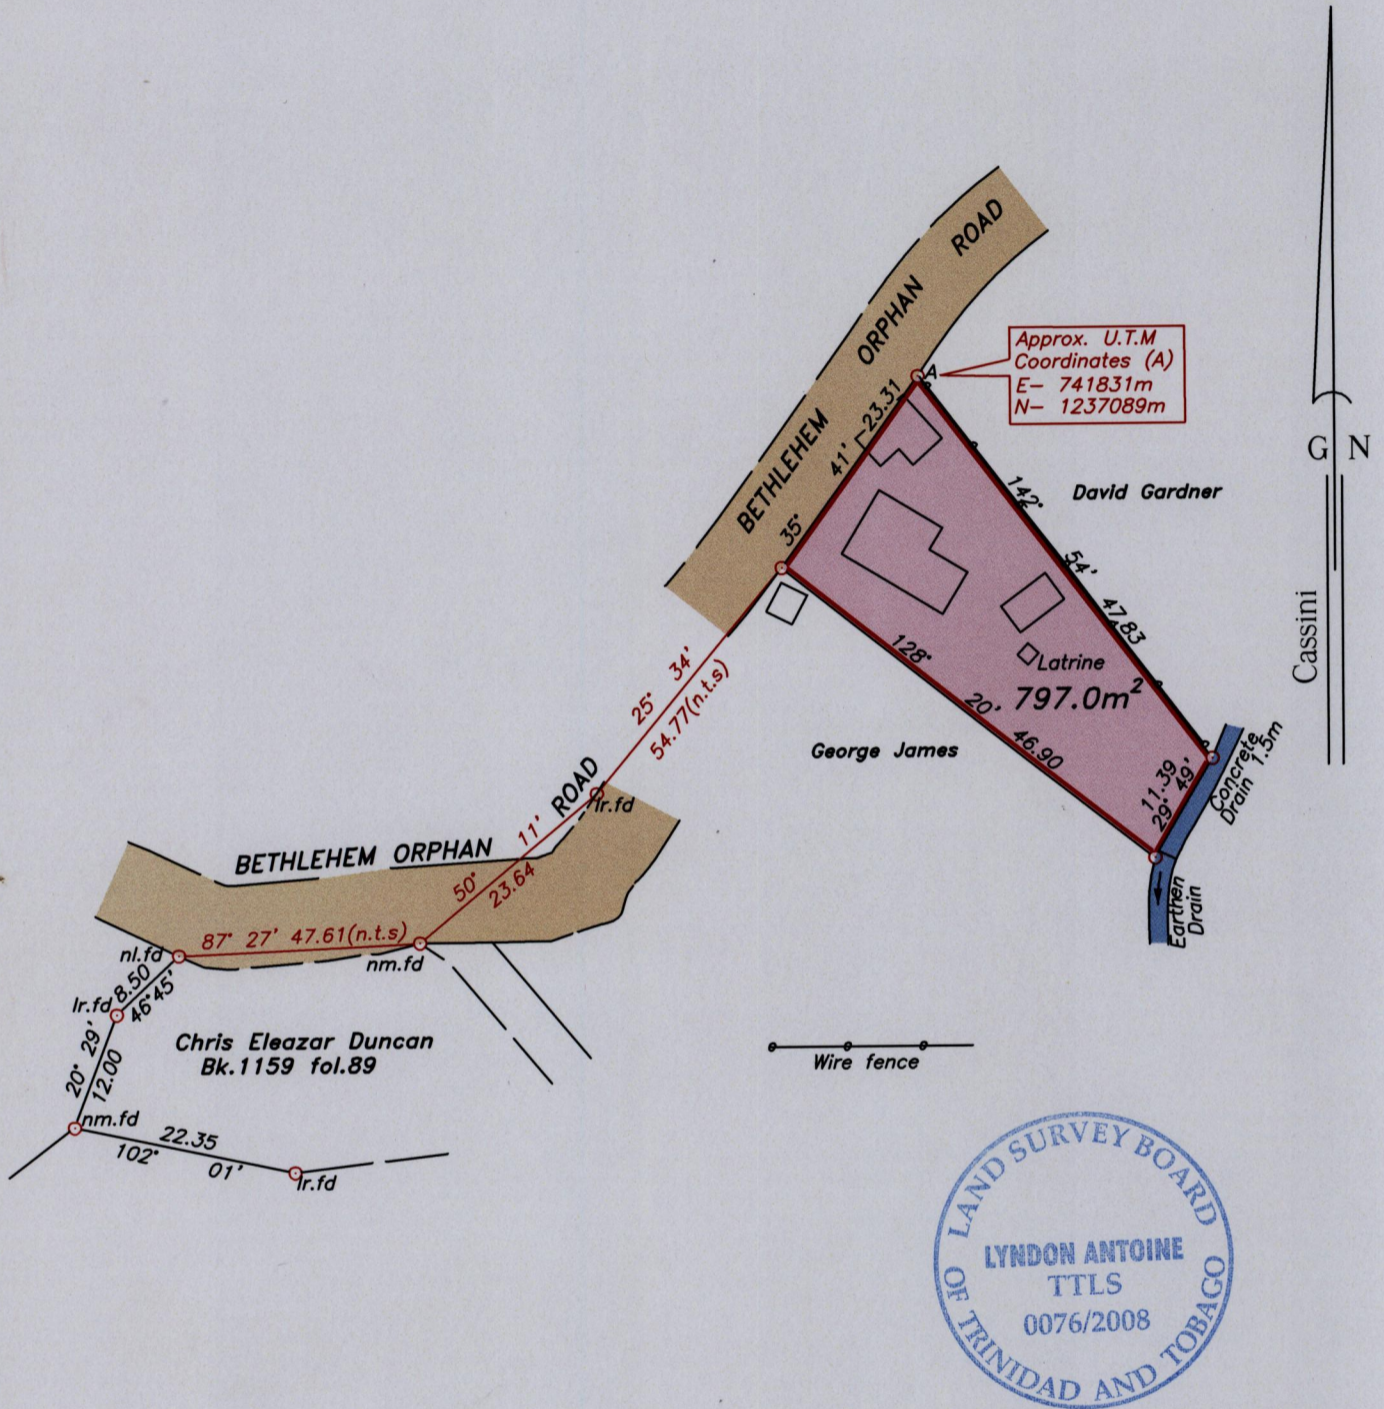 BETHLEHEM ORPHAN ROAD
Approx. U.T.M
Coordinates (A)
E- 741831m
N- 1237089m
A
G N
Cassini
35° 41' 23.31
142° 54' 47.83
David Gardner
128° 20' 46.90
Latrine
797.0m²
George James
29° 49'
11.39
Concrete
Drain 1.5m
Earthen
Drain
25° 34'
54.77(n.t.s)
Ir.fd
BETHLEHEM ORPHAN ROAD
50° 11'
23.64
87° 27' 47.61(n.t.s)
nl.fd
nm.fd
8.50
46°45'
Ir.fd
20° 29'
12.00
Chris Eleazar Duncan
Bk.1159 fol.89
nm.fd
22.35
102° 01'
Ir.fd
Wire fence
LAND SURVEY BOARD
OF TRINIDAD AND TOBAGO
LYNDON ANTOINE
TTLS
0076/2008